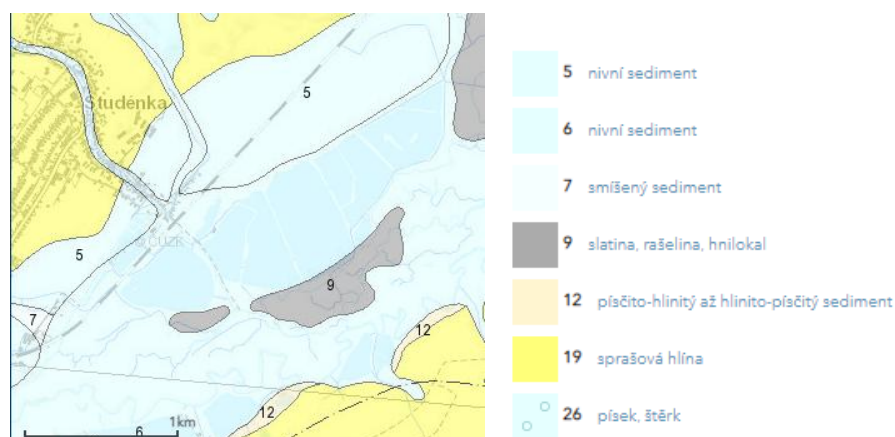 5
Studénka
© ČÚZK
5
9
7
12
12
6
1km
5 nivní sediment
6 nivní sediment
7 smíšený sediment
9 slatina, rašelina, hnilokal
12 písčito-hlinitý až hlinito-písčitý sediment
19 sprašová hlína
26 písek, štěrk